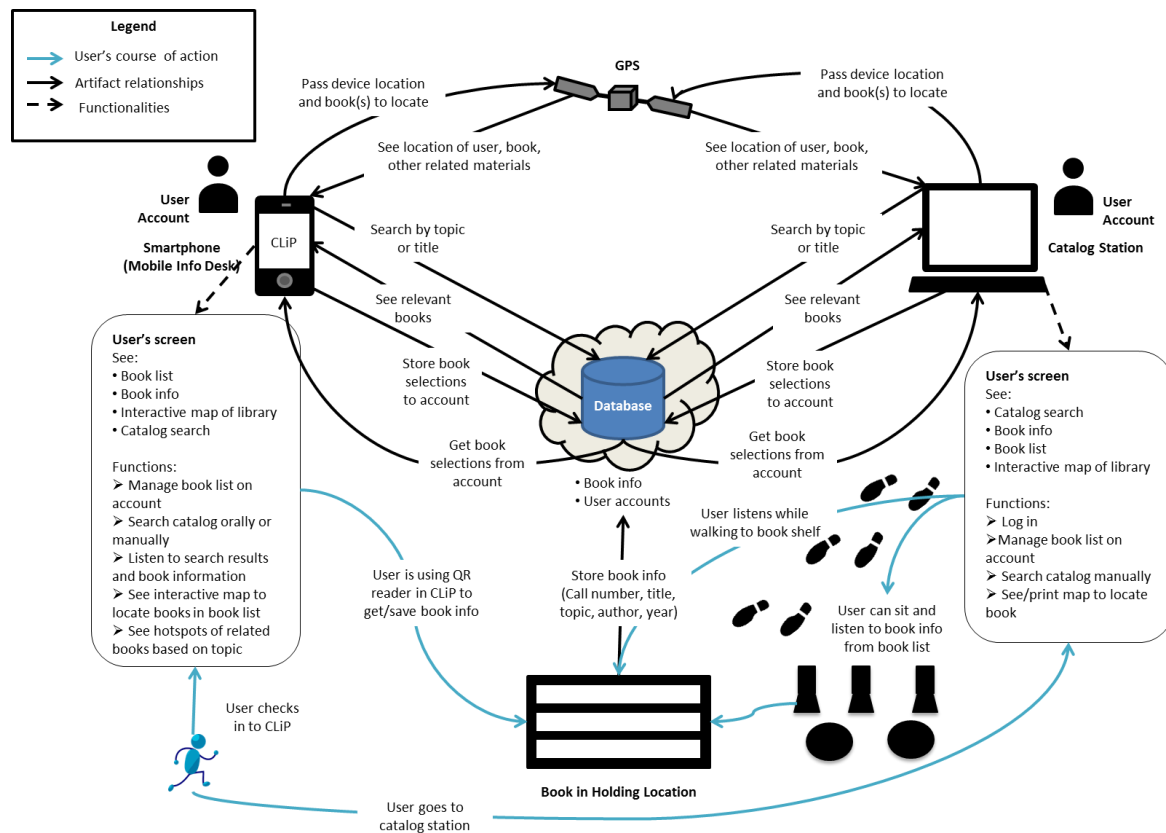 Legend
User's course of action
Artifact relationships
Functionalities
GPS
Pass device location
and book(s) to locate
Pass device location
and book(s) to locate
See location of user, book,
other related materials
See location of user, book,
other related materials
User
Account
Smartphone
(Mobile Info Desk)
CLiP
User
Account
Catalog Station
Search by topic
or title
Search by topic
or title
See relevant
books
See relevant
books
Store book
selections
to account
Store book
selections
to account
Database
Get book
selections from
account
Get book
selections from
account
• Book info
• User accounts
User's screen
See:
• Book list
• Book info
• Interactive map of library
• Catalog search
Functions:
➢ Manage book list on
account
➢ Search catalog orally or
manually
➢ Listen to search results
and book information
➢ See interactive map to
locate books in book list
➢ See hotspots of related
books based on topic
User's screen
See:
• Catalog search
• Book info
• Book list
• Interactive map of library
Functions:
➢ Log in
➢Manage book list on
account
➢ Search catalog manually
➢ See/print map to locate
book
User listens while
walking to book shelf
User is using QR
reader in CLiP to
get/save book info
Store book info
(Call number, title,
topic, author, year)
User can sit and
listen to book info
from book list
User checks
in to CLiP
Book in Holding Location
User goes to
catalog station